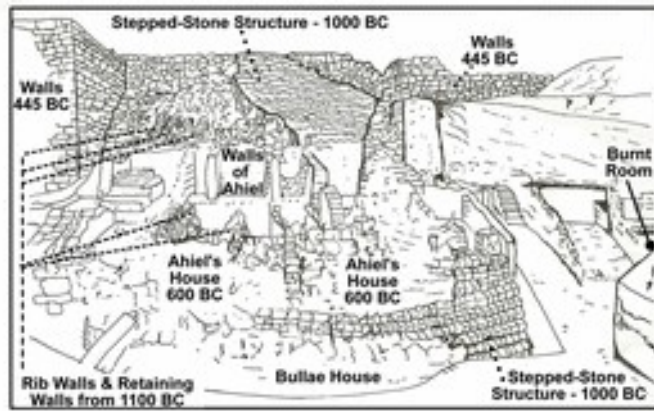 Stepped-Stone Structure - 1000 BC
Walls
445 BC
Walls
445 BC
Walls
of
Ahiel
Burnt
Room
Ahiel's
House
600 BC
Ahiel's
House
600 BC
Rib Walls & Retaining
Walls from 1100 BC
Bullae House
Stepped-Stone
Structure - 1000 BC